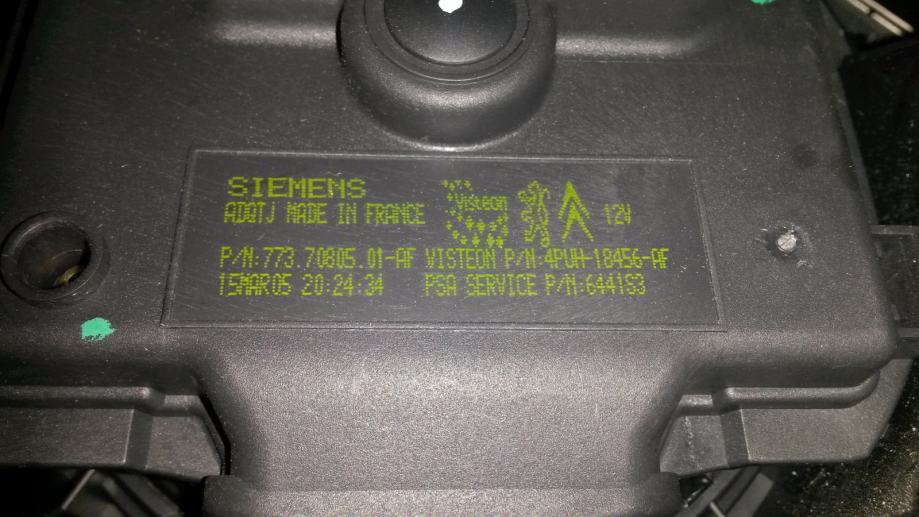 SIEMENS
ADQTJ MADE IN FRANCE Visteon 12V
P/N:773.70805.01-AF VISTEON P/N:4PUH-18456-AF
15MAR05 20:24:34 PSA SERVICE P/N:6441S3